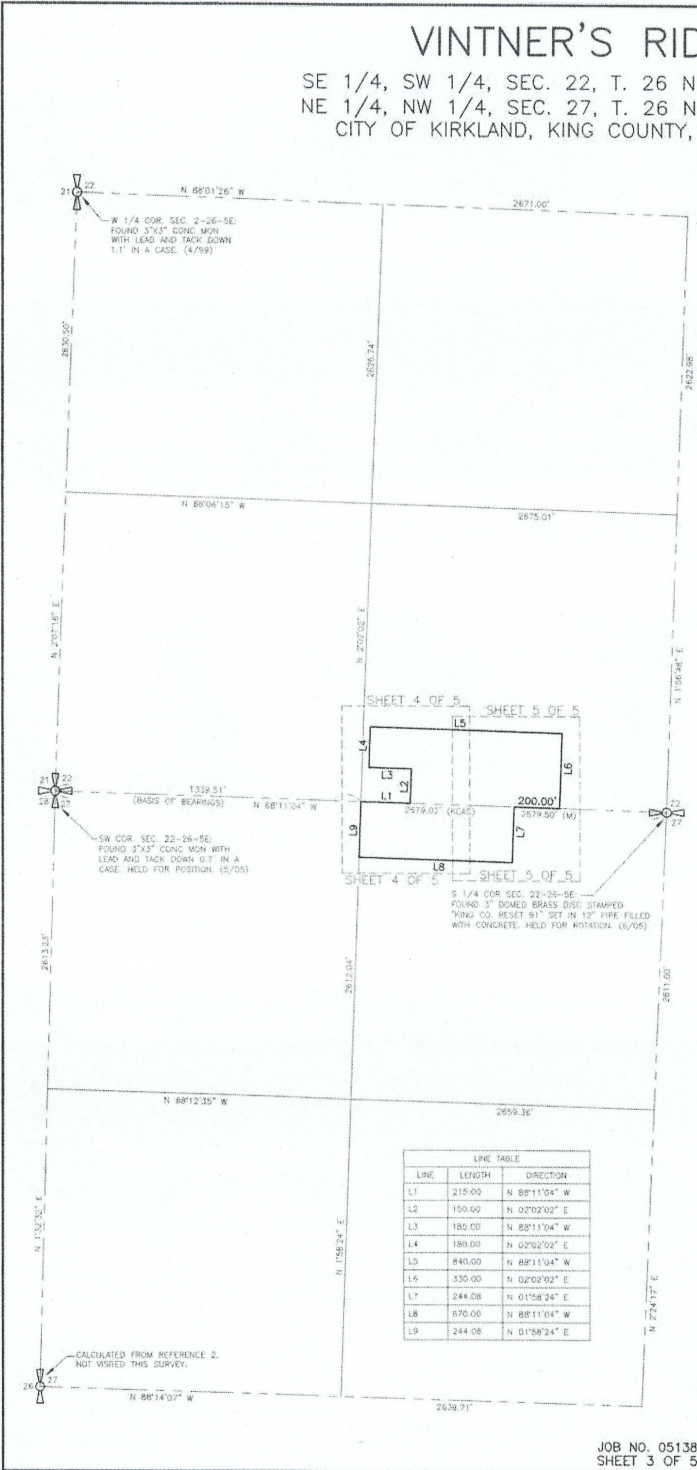 VINTNER'S RID
SE 1/4, SW 1/4, SEC. 22, T. 26 N
NE 1/4, NW 1/4, SEC. 27, T. 26 N
CITY OF KIRKLAND, KING COUNTY,
21 22
N 88°01'26" W
2671.00'
W 1/4 COR. SEC. 2-26-5E:
FOUND 3"X3" CONC MON
WITH LEAD AND TACK DOWN
1.1' IN A CASE. (4/99)
2630.50'
2626.74'
2622.98'
N 88°06'15" W
2675.01'
N 2°07'16" E
N 2°02'02" E
N 1°56'48" E
SHEET 4 OF 5
SHEET 5 OF 5
L5
L4
L3
L2
L6
21 22
28 27
1339.51'
(BASIS OF BEARINGS)
N 88°11'04" W
L1
2679.02' (KCAS)
200.00'
2679.50' (M)
22
27
L9
L7
L8
SHEET 4 OF 5
SHEET 5 OF 5
SW COR. SEC. 22-26-5E:
FOUND 3"X3" CONC MON WITH
LEAD AND TACK DOWN 0.7' IN A
CASE. HELD FOR POSITION. (5/05)
S 1/4 COR SEC. 22-26-5E:
FOUND 3" DOMED BRASS DISC STAMPED
"KING CO. RESET 91" SET IN 12" PIPE FILLED
WITH CONCRETE. HELD FOR ROTATION. (6/05)
2613.23'
2612.04'
2611.00'
N 88°12'35" W
2659.36'
LINE TABLE
LINE LENGTH DIRECTION
L1 215.00 N 88°11'04" W
L2 150.00 N 02°02'02" E
L3 185.00 N 88°11'04" W
L4 180.00 N 02°02'02" E
L5 840.00 N 88°11'04" W
L6 330.00 N 02°02'02" E
L7 244.08 N 01°58'24" E
L8 670.00 N 88°11'04" W
L9 244.08 N 01°58'24" E
N 1°32'32" E
N 1°58'24" E
N 2°24'17" E
CALCULATED FROM REFERENCE 2.
NOT VISITED THIS SURVEY.
26 27
N 88°14'07" W
2639.71'
JOB NO. 05138
SHEET 3 OF 5